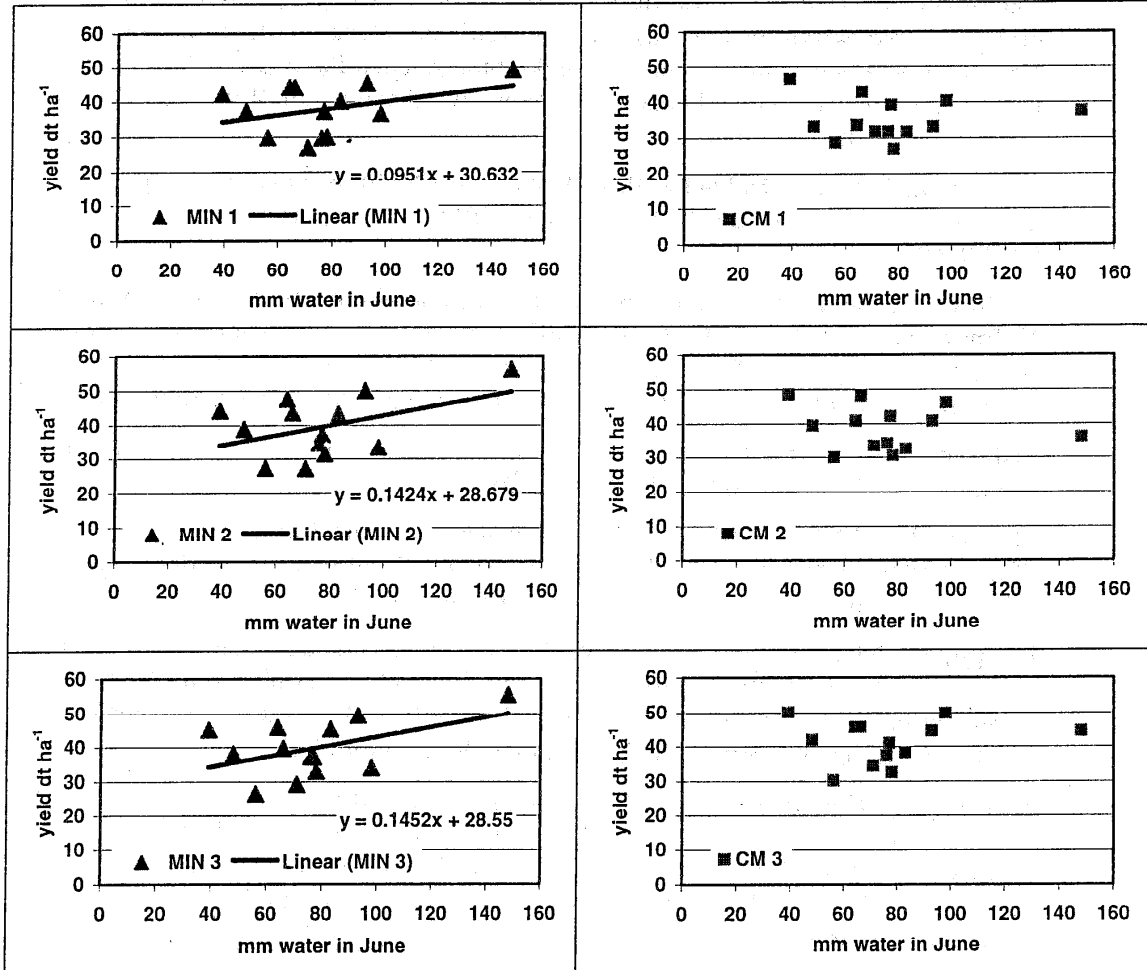 60
50
40
30
20
10
0
yield dt ha⁻¹
y = 0.0951x + 30.632
MIN 1 Linear (MIN 1)
0 20 40 60 80 100 120 140 160
mm water in June
60
50
40
30
20
10
0
yield dt ha⁻¹
CM 1
0 20 40 60 80 100 120 140 160
mm water in June
60
50
40
30
20
10
0
yield dt ha⁻¹
y = 0.1424x + 28.679
MIN 2 Linear (MIN 2)
0 20 40 60 80 100 120 140 160
mm water in June
60
50
40
30
20
10
0
yield dt ha⁻¹
CM 2
0 20 40 60 80 100 120 140 160
mm water in June
60
50
40
30
20
10
0
yield dt ha⁻¹
y = 0.1452x + 28.55
MIN 3 Linear (MIN 3)
0 20 40 60 80 100 120 140 160
mm water in June
60
50
40
30
20
10
0
yield dt ha⁻¹
CM 3
0 20 40 60 80 100 120 140 160
mm water in June